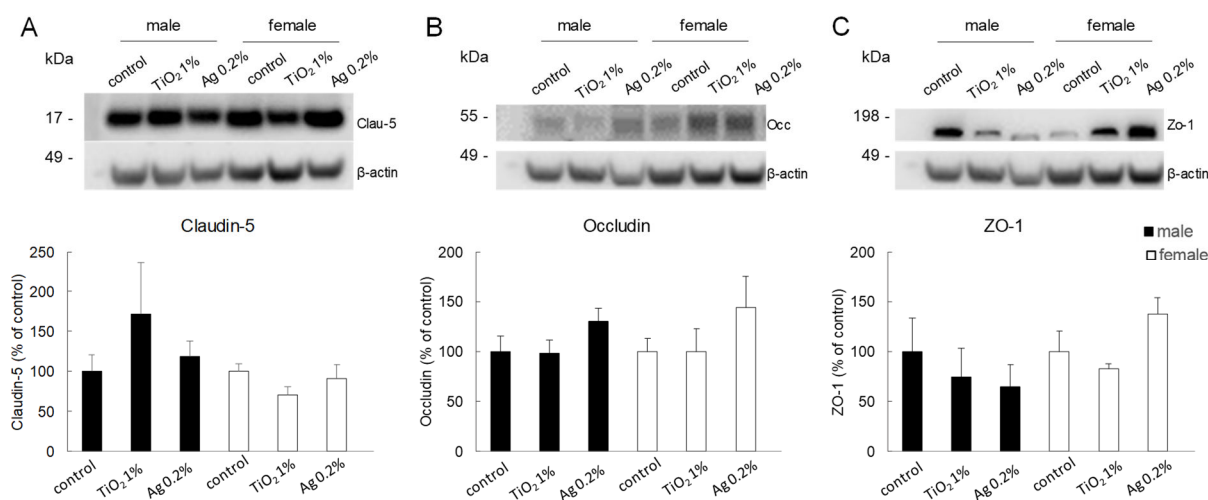 A
male
female
kDa
control
TiO₂ 1%
Ag 0.2%
control
TiO₂ 1%
Ag 0.2%
17 -
Clau-5
49 -
β-actin
B
male
female
kDa
control
TiO₂ 1%
Ag 0.2%
control
TiO₂ 1%
Ag 0.2%
55 -
Occ
49 -
β-actin
C
male
female
kDa
control
TiO₂ 1%
Ag 0.2%
control
TiO₂ 1%
Ag 0.2%
198 -
Zo-1
49 -
β-actin
Claudin-5
Claudin-5 (% of control)
250
200
150
100
50
0
control
TiO₂ 1%
Ag 0.2%
control
TiO₂ 1%
Ag 0.2%
Occludin
Occludin (% of control)
200
150
100
50
0
control
TiO₂ 1%
Ag 0.2%
control
TiO₂ 1%
Ag 0.2%
ZO-1
male
female
ZO-1 (% of control)
200
150
100
50
0
control
TiO₂ 1%
Ag 0.2%
control
TiO₂ 1%
Ag 0.2%